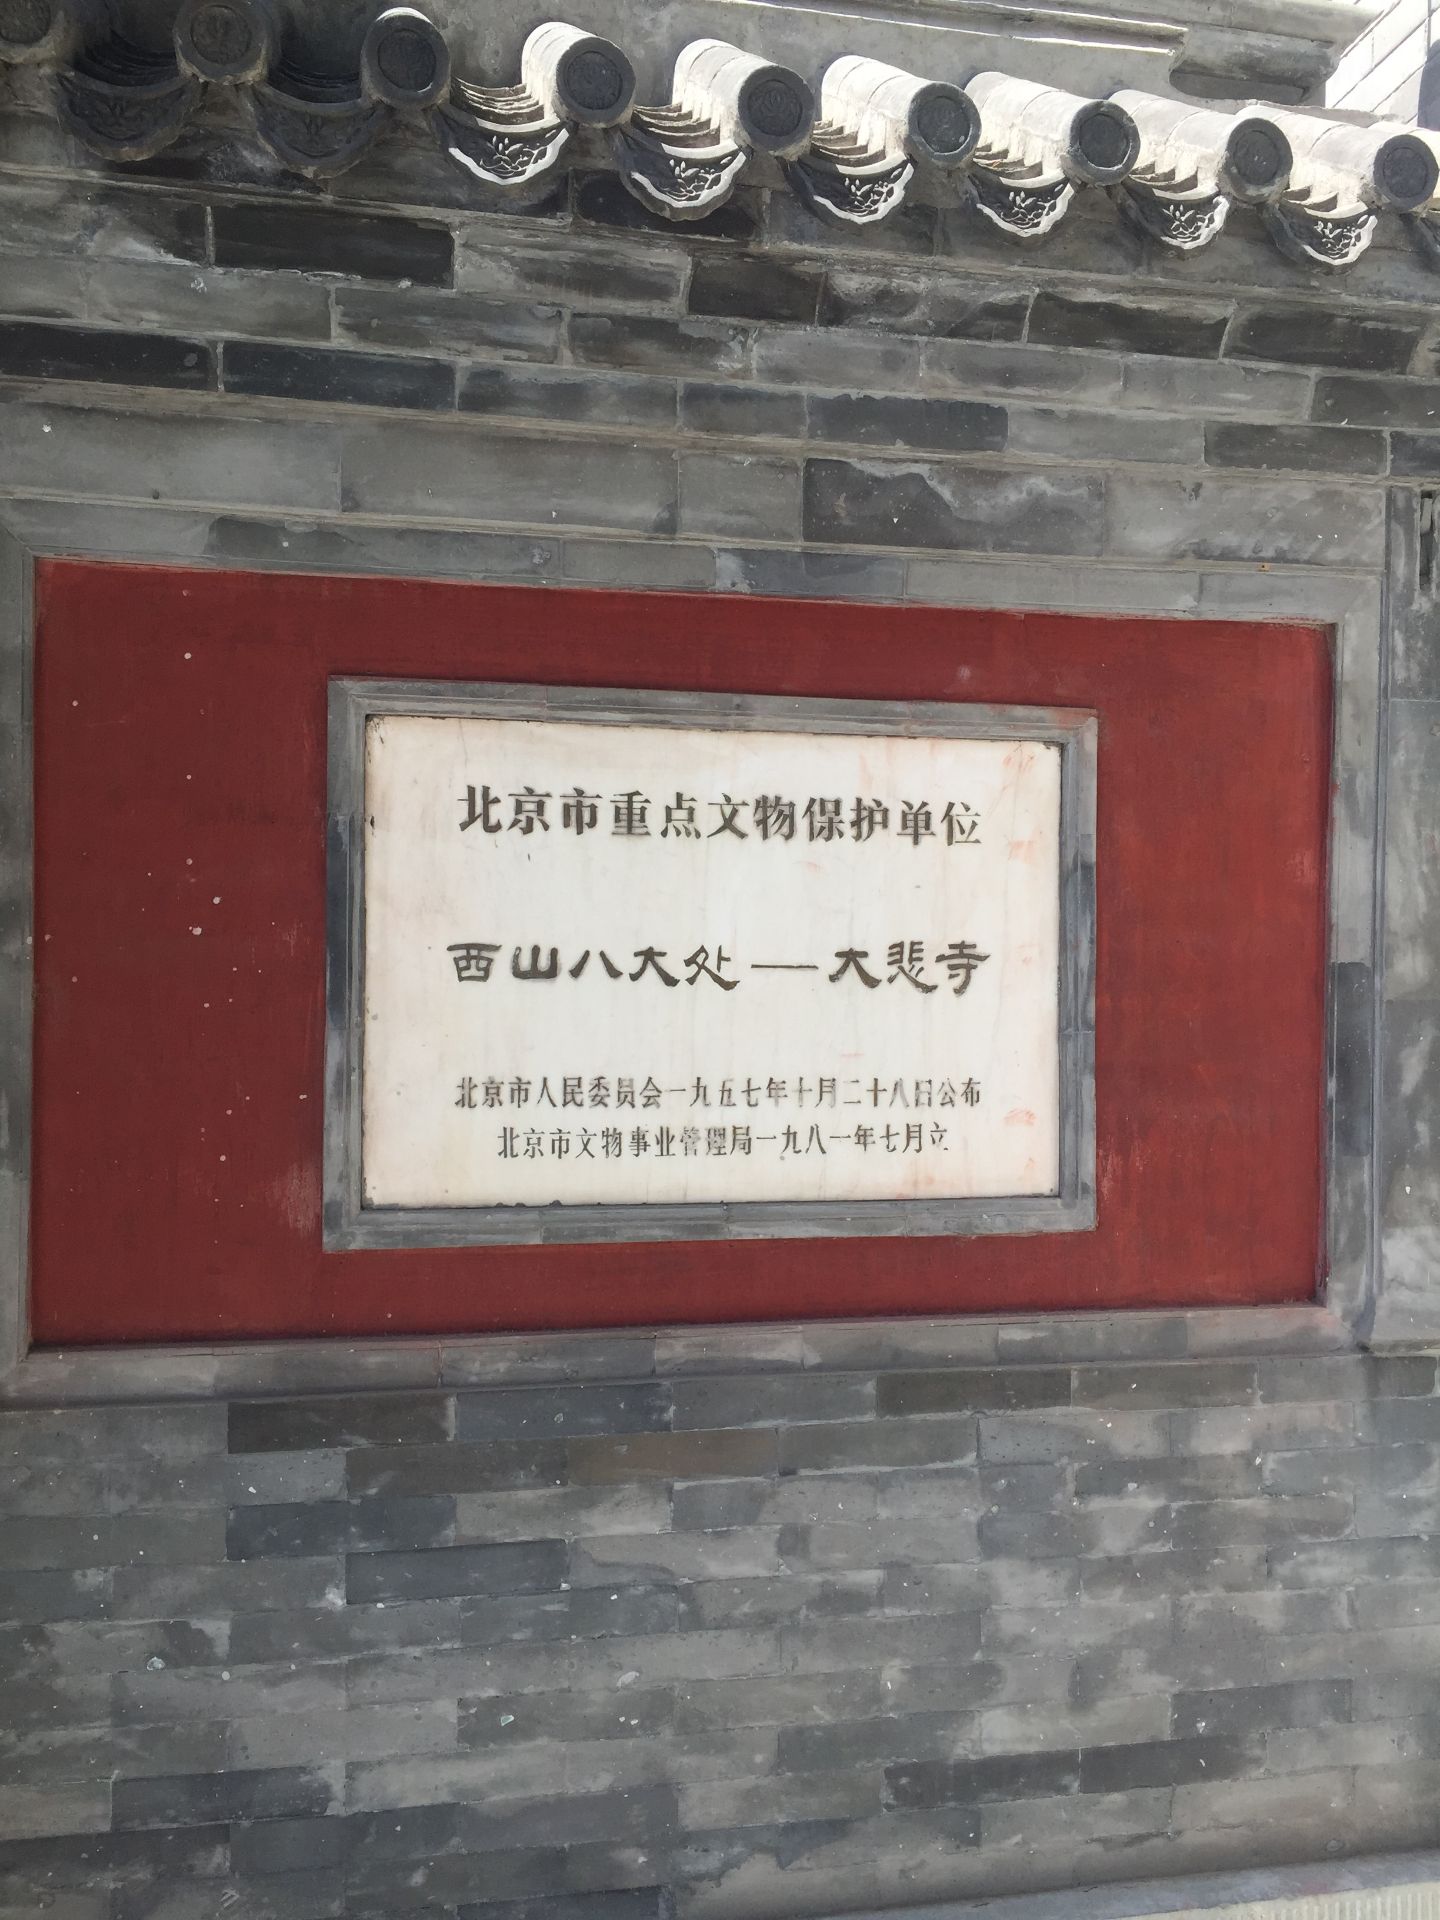 北京市重点文物保护单位
西山八大处——大悲寺
北京市人民委员会一九五七年十月二十八日公布
北京市文物事业管理局一九八一年七月立